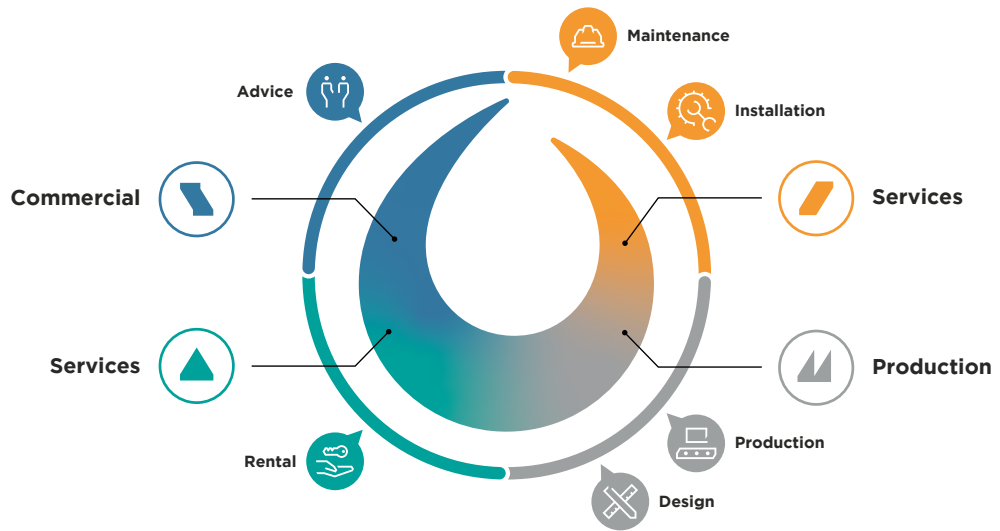 Maintenance
Advice
Installation
Commercial
Services
Services
Production
Production
Rental
Design